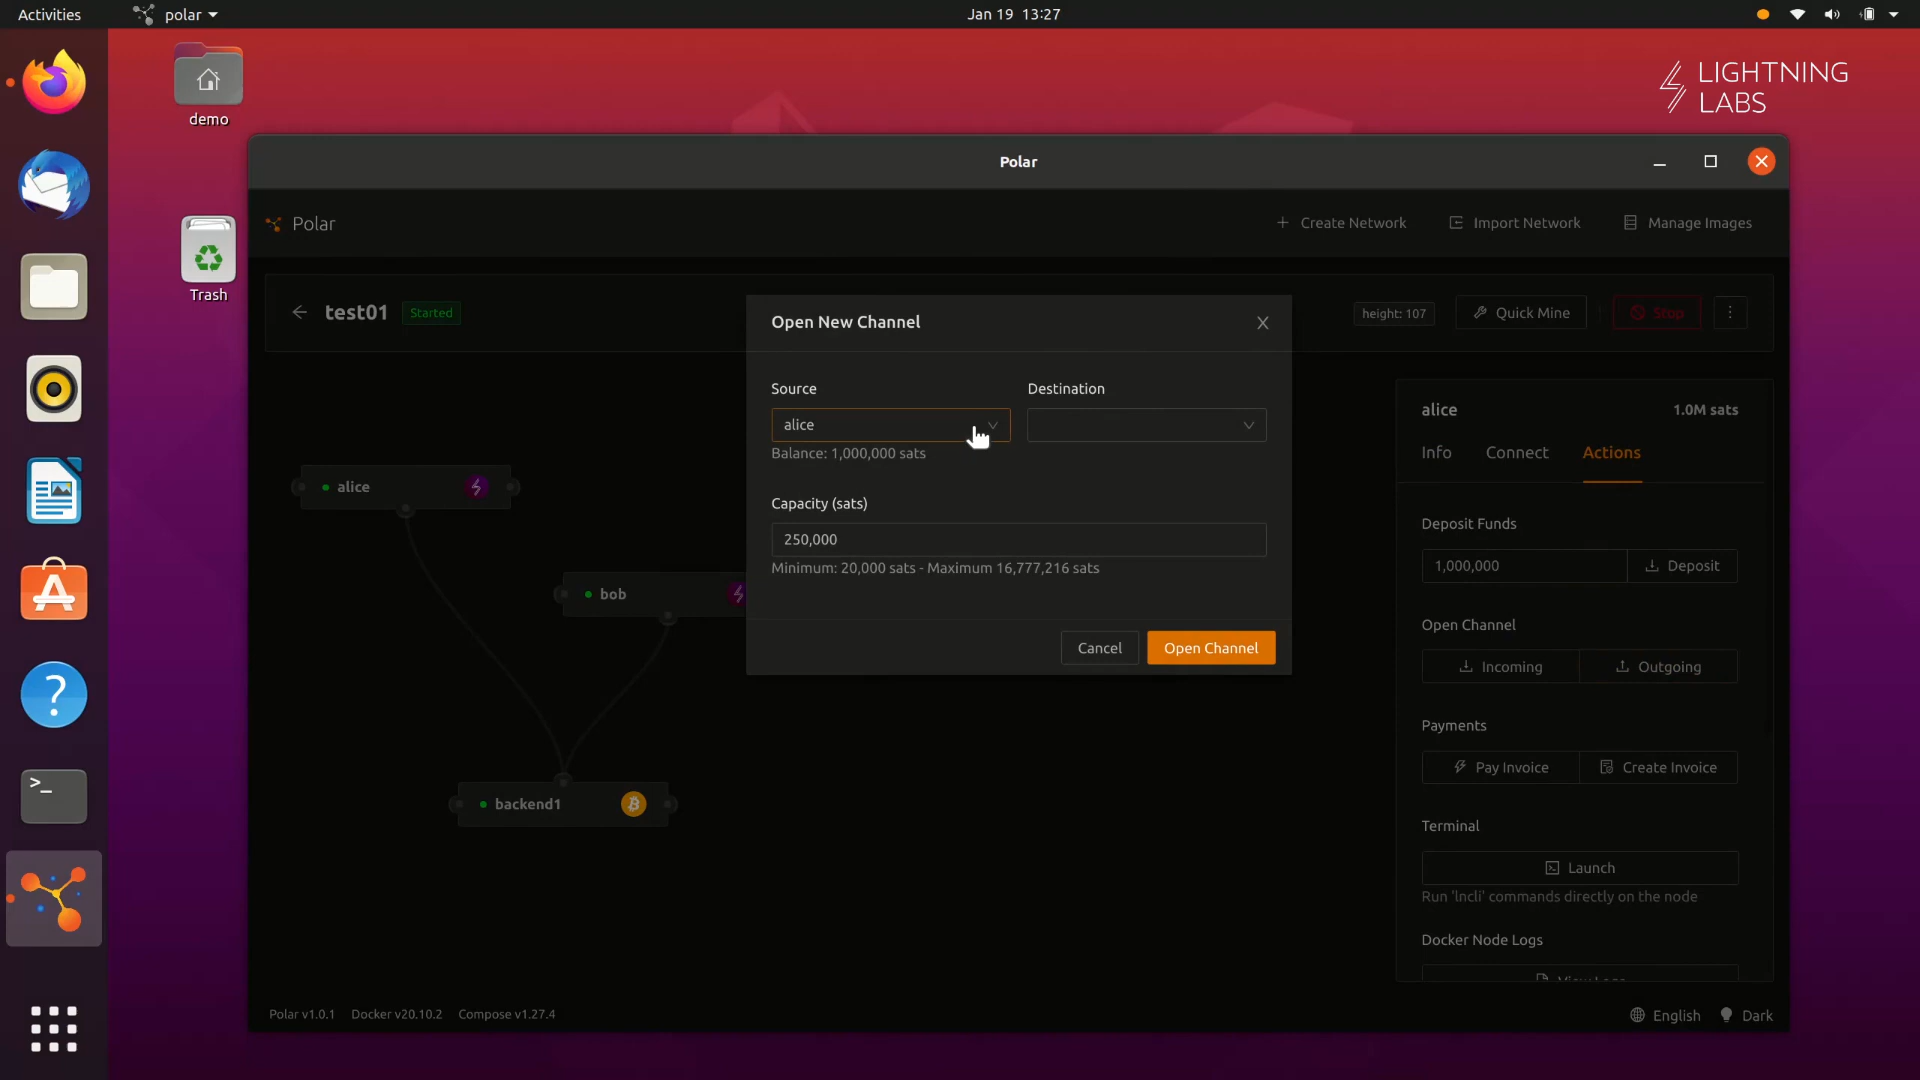 Activities
polar
Jan 19 13:27
LIGHTNING
LABS
demo
Trash
Polar
Polar
Create Network
Import Network
Manage Images
test01
Started
height: 107
Quick Mine
Stop
Open New Channel
Source
Destination
alice
Balance: 1,000,000 sats
Capacity (sats)
250,000
Minimum: 20,000 sats - Maximum 16,777,216 sats
Cancel
Open Channel
alice
bob
backend1
alice
1.0M sats
Info
Connect
Actions
Deposit Funds
1,000,000
Deposit
Open Channel
Incoming
Outgoing
Payments
Pay Invoice
Create Invoice
Terminal
Launch
Run 'lncli' commands directly on the node
Docker Node Logs
View Logs
Polar v1.0.1
Docker v20.10.2
Compose v1.27.4
English
Dark